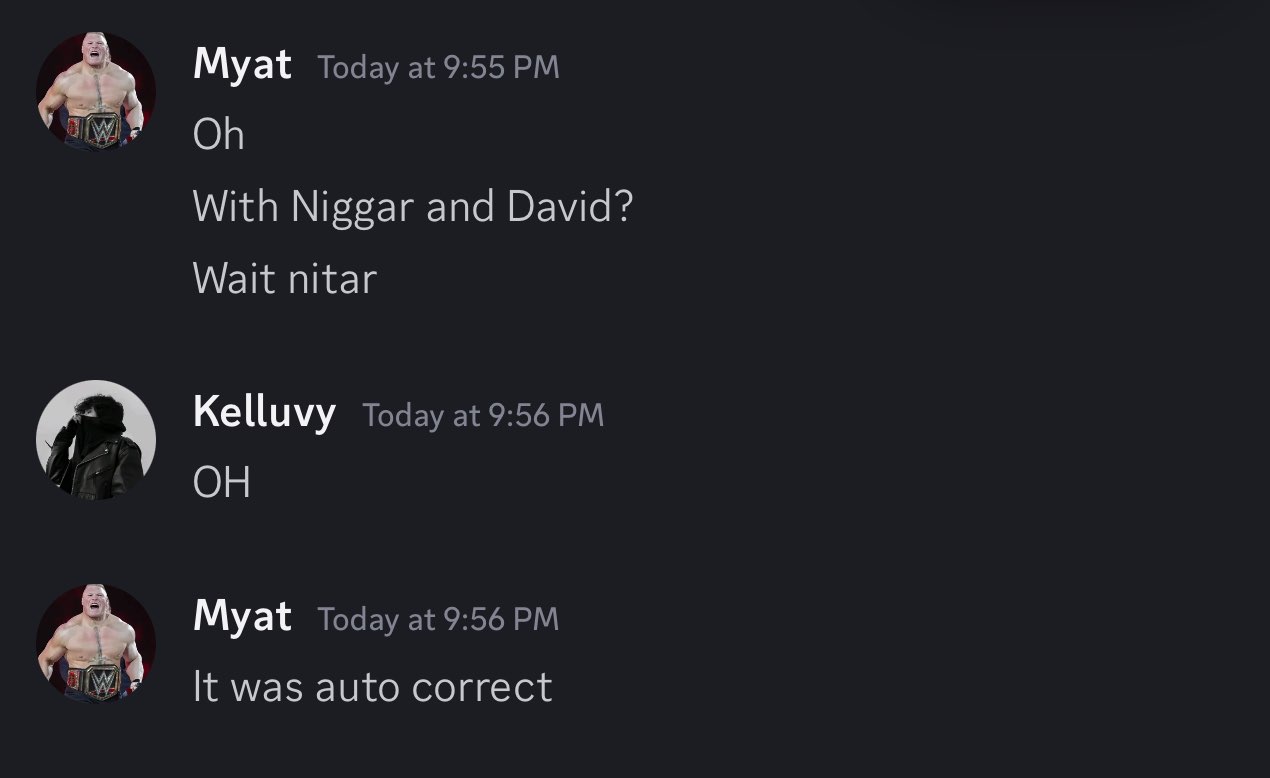 Myat Today at 9:55 PM
Oh
With Niggar and David?
Wait nitar
Kelluvy Today at 9:56 PM
OH
Myat Today at 9:56 PM
It was auto correct